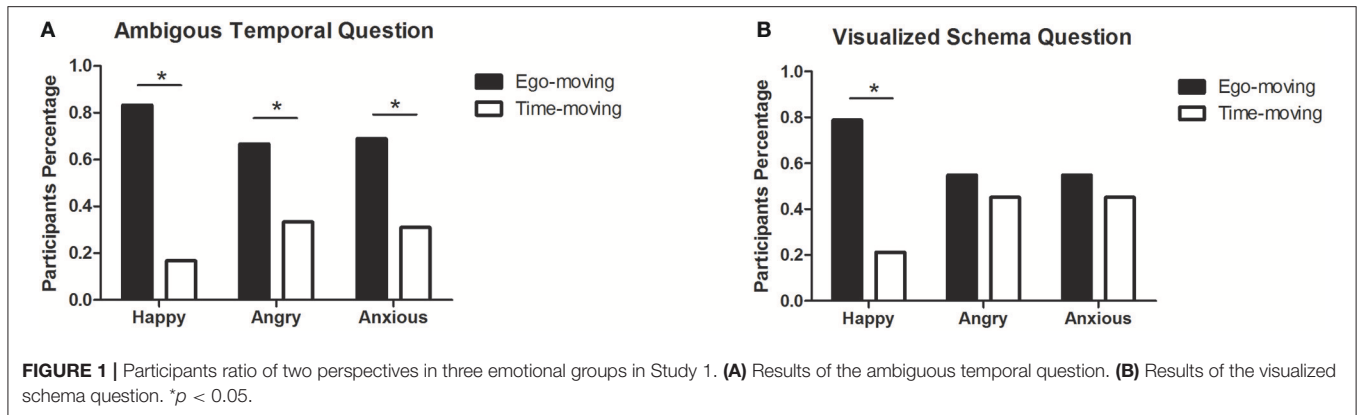 A Ambigous Temporal Question
Participants Percentage
1.0
0.8
0.6
0.4
0.2
0.0
*
*
*
Happy Angry Anxious
Ego-moving
Time-moving
B Visualized Schema Question
Participants Percentage
1.0
0.8
0.6
0.4
0.2
0.0
*
Happy Angry Anxious
Ego-moving
Time-moving
FIGURE 1 | Participants ratio of two perspectives in three emotional groups in Study 1. (A) Results of the ambiguous temporal question. (B) Results of the visualized
schema question. *p < 0.05.